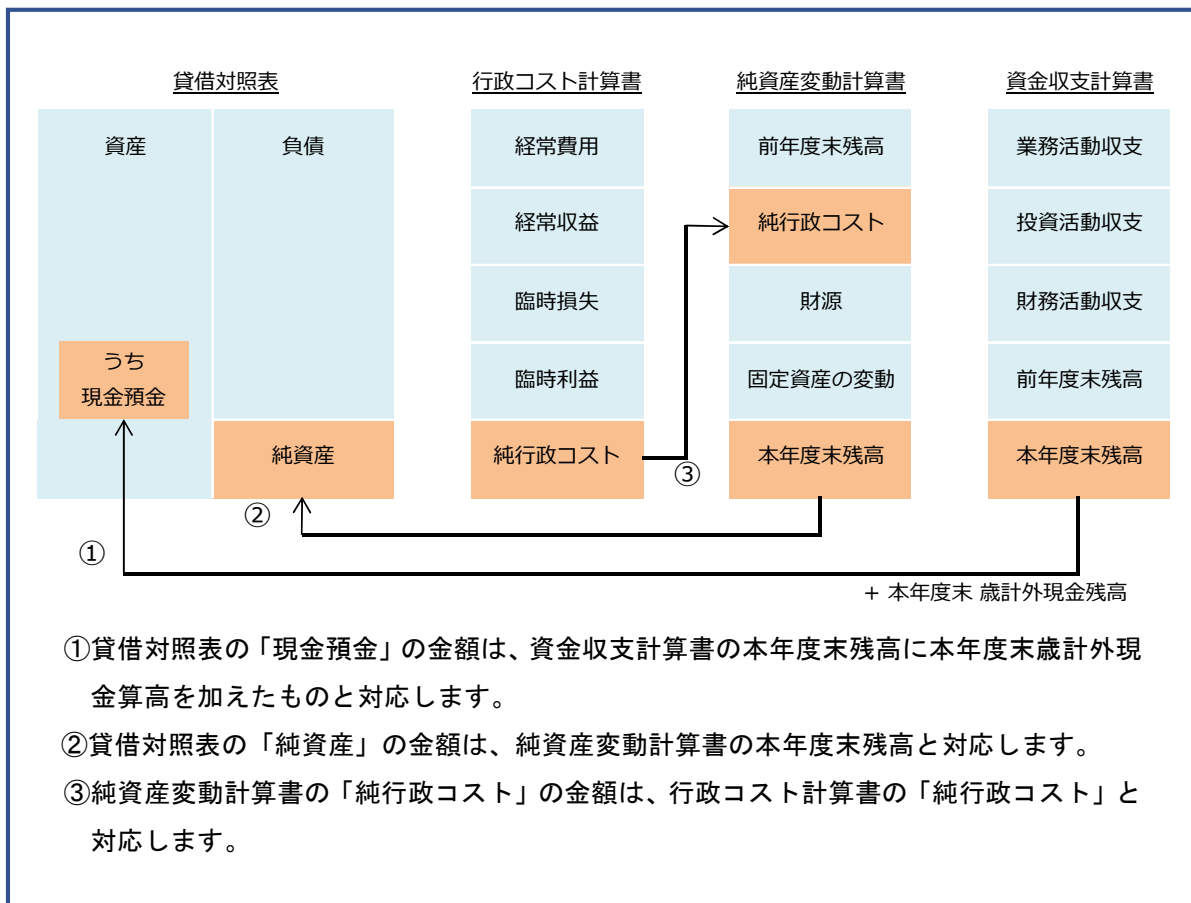 貸借対照表
資産
負債
うち
現金預金
純資産
行政コスト計算書
経常費用
経常収益
臨時損失
臨時利益
純行政コスト
純資産変動計算書
前年度末残高
純行政コスト
財源
固定資産の変動
本年度末残高
資金収支計算書
業務活動収支
投資活動収支
財務活動収支
前年度末残高
本年度末残高
③
②
①
+ 本年度末 歳計外現金残高
①貸借対照表の「現金預金」の金額は、資金収支計算書の本年度末残高に本年度末歳計外現
金算高を加えたものと対応します。
②貸借対照表の「純資産」の金額は、純資産変動計算書の本年度末残高と対応します。
③純資産変動計算書の「純行政コスト」の金額は、行政コスト計算書の「純行政コスト」と
対応します。